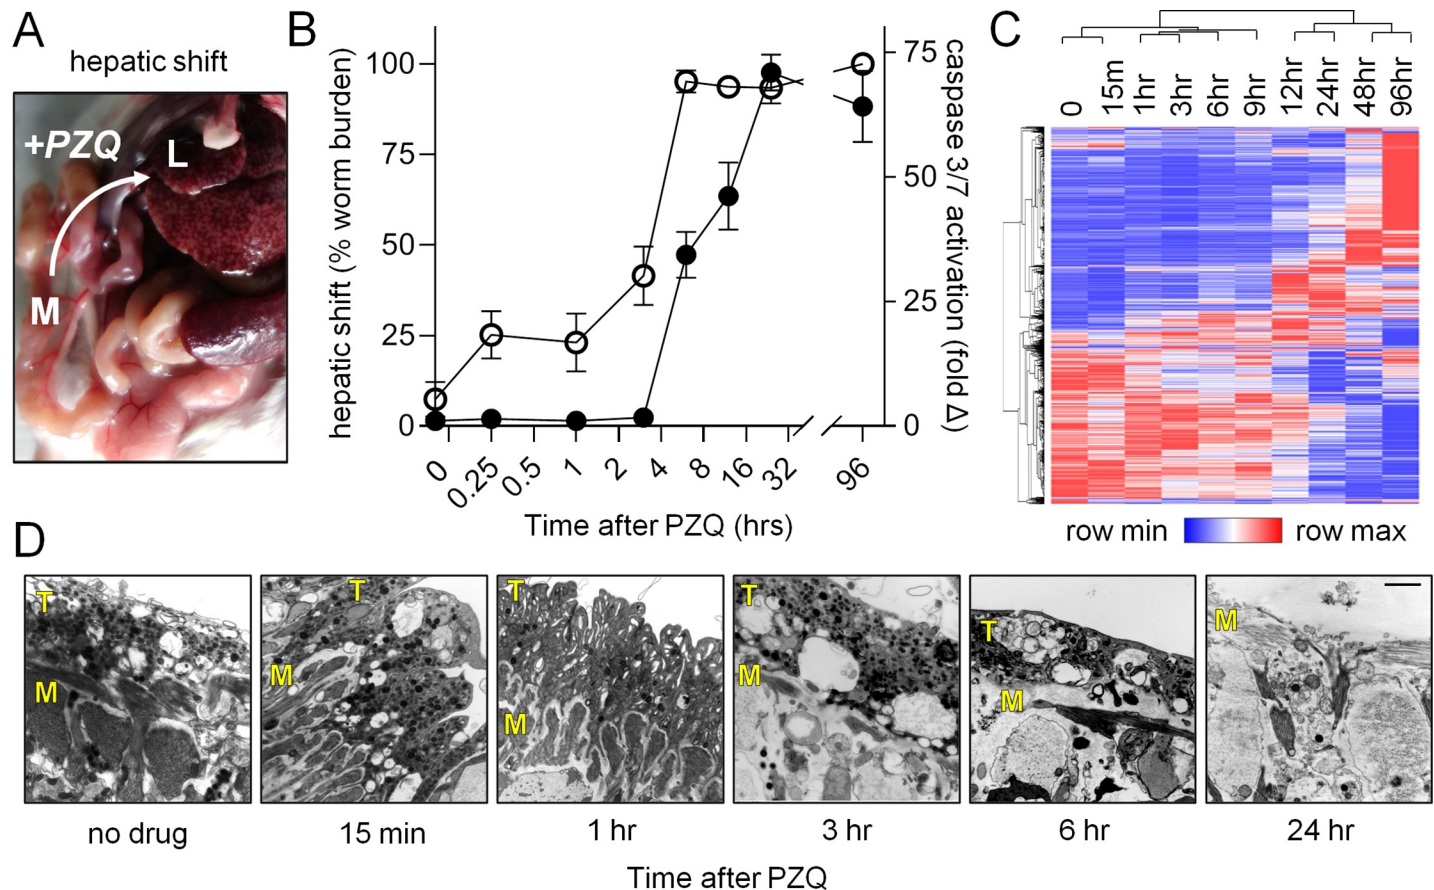 A
hepatic shift
+PZQ
L
M
B
hepatic shift (% worm burden)
100
75
50
25
0
75
50
25
0
caspase 3/7 activation (fold Δ)
0
0.25
0.5
1
2
4
8
16
32
96
Time after PZQ (hrs)
C
0
15m
1hr
3hr
6hr
9hr
12hr
24hr
48hr
96hr
row min
row max
D
T
M
T
M
T
M
T
M
T
M
M
no drug
15 min
1 hr
3 hr
6 hr
24 hr
Time after PZQ